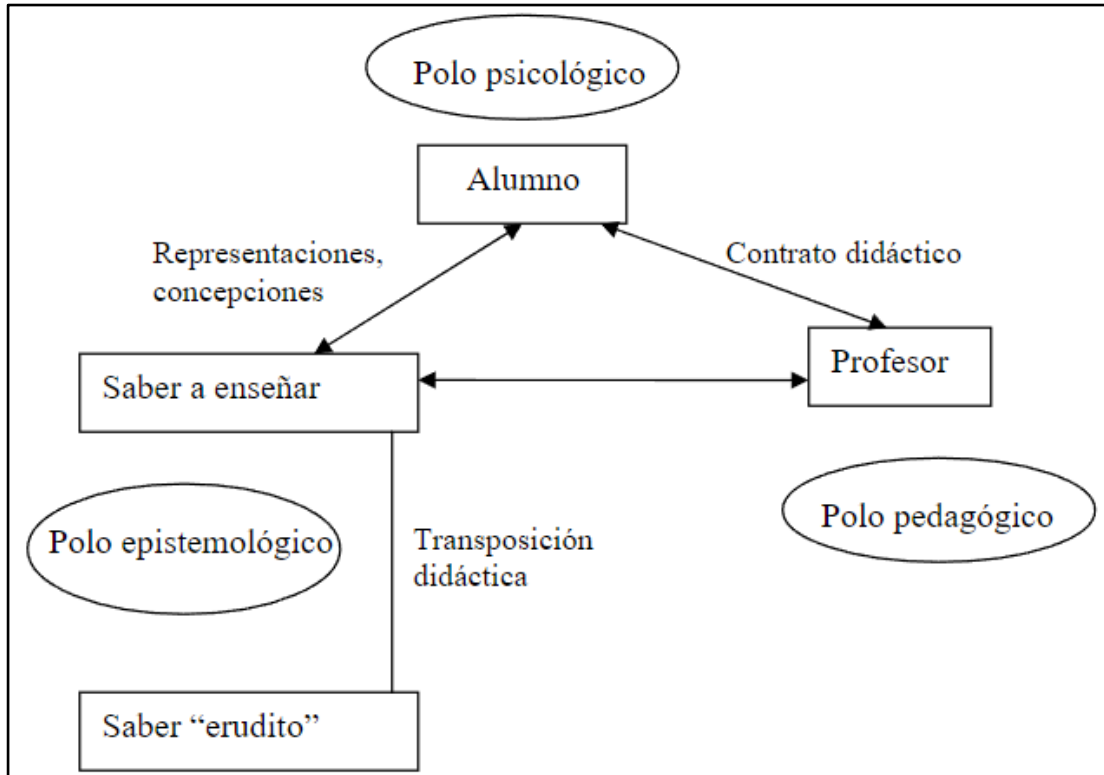 Polo psicológico
Alumno
Representaciones,
concepciones
Contrato didáctico
Saber a enseñar
Profesor
Polo epistemológico
Transposición
didáctica
Polo pedagógico
Saber “erudito”